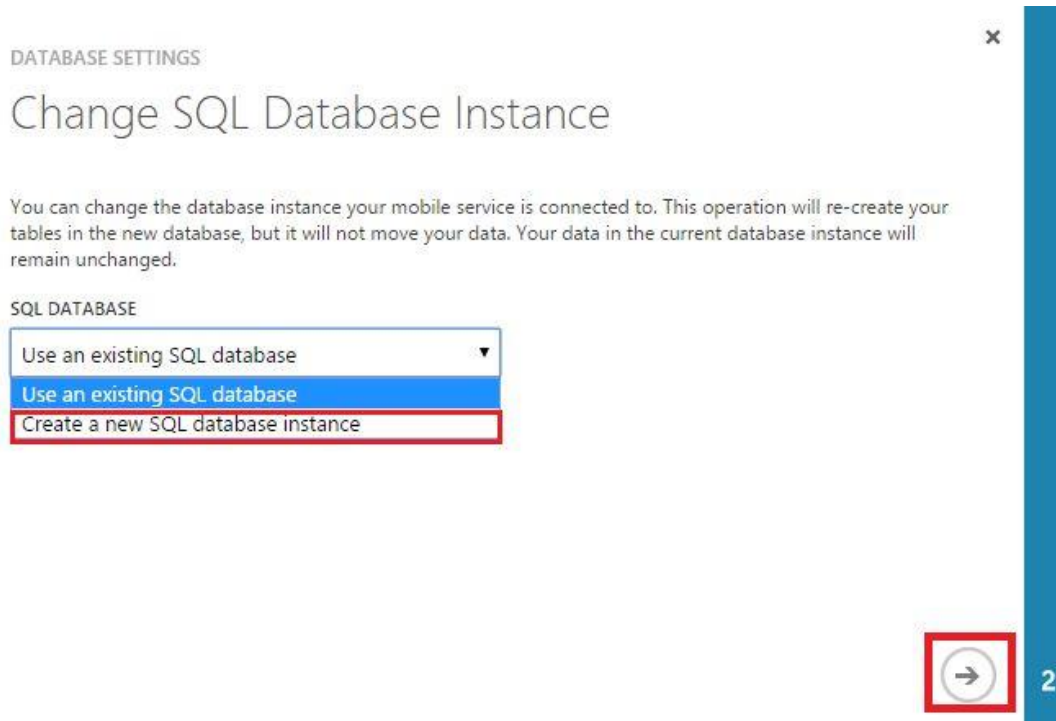 DATABASE SETTINGS
Change SQL Database Instance
You can change the database instance your mobile service is connected to. This operation will re-create your
tables in the new database, but it will not move your data. Your data in the current database instance will
remain unchanged.
SQL DATABASE
Use an existing SQL database
Use an existing SQL database
Create a new SQL database instance
2